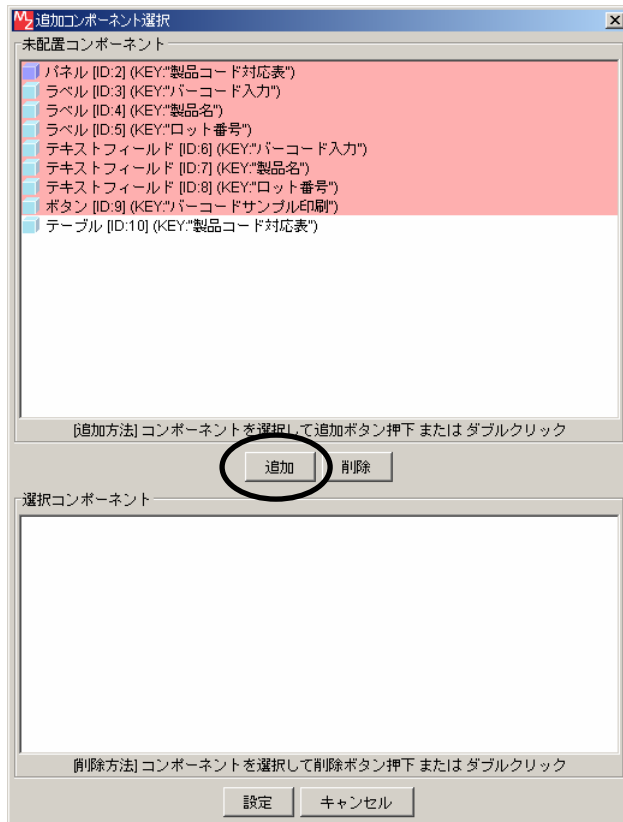 MZ 追加コンポーネント選択
未配置コンポーネント
パネル [ID:2] (KEY:"製品コード対応表")
ラベル [ID:3] (KEY:"バーコード入力")
ラベル [ID:4] (KEY:"製品名")
ラベル [ID:5] (KEY:"ロット番号")
テキストフィールド [ID:6] (KEY:"バーコード入力")
テキストフィールド [ID:7] (KEY:"製品名")
テキストフィールド [ID:8] (KEY:"ロット番号")
ボタン [ID:9] (KEY:"バーコードサンプル印刷")
テーブル [ID:10] (KEY:"製品コード対応表")
[追加方法] コンポーネントを選択して追加ボタン押下 または ダブルクリック
追加 削除
選択コンポーネント
[削除方法] コンポーネントを選択して削除ボタン押下 または ダブルクリック
設定 キャンセル